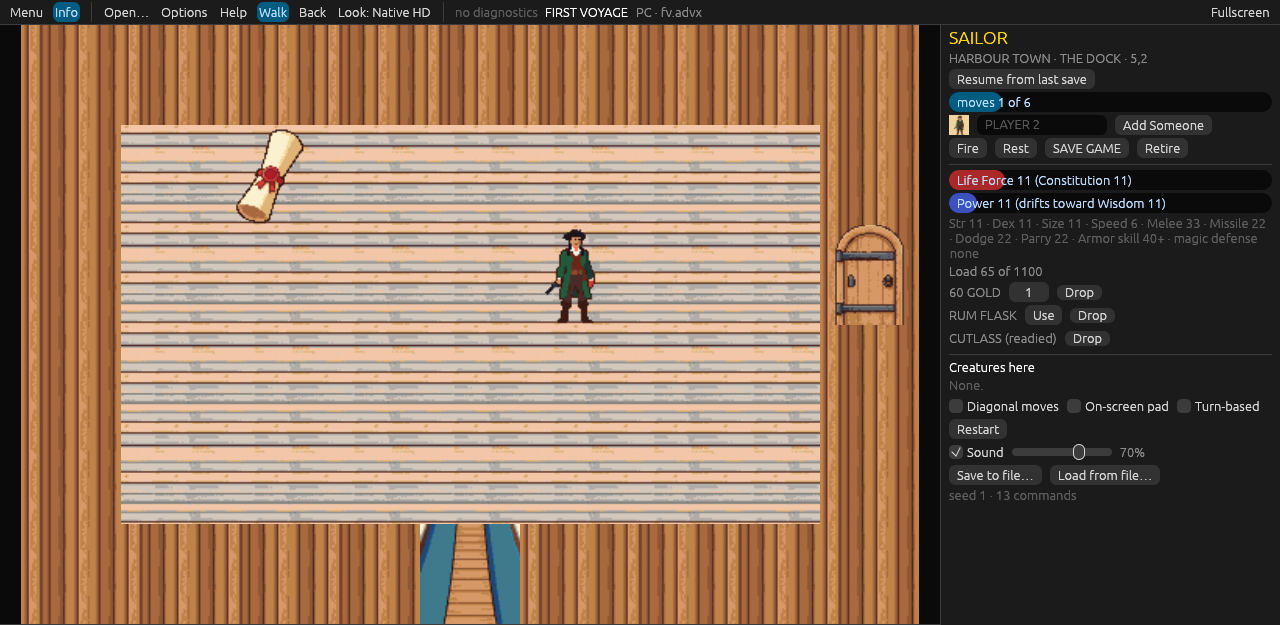 Menu Info Open… Options Help Walk Back Look: Native HD no diagnostics FIRST VOYAGE PC · fv.advx Fullscreen
SAILOR
HARBOUR TOWN · THE DOCK · 5,2
Resume from last save
moves 1 of 6
PLAYER 2 Add Someone
Fire Rest SAVE GAME Retire
Life Force 11 (Constitution 11)
Power 11 (drifts toward Wisdom 11)
Str 11 · Dex 11 · Size 11 · Speed 6 · Melee 33 · Missile 22
· Dodge 22 · Parry 22 · Armor skill 40+ · magic defense
none
Load 65 of 1100
60 GOLD 1 Drop
RUM FLASK Use Drop
CUTLASS (readied) Drop
Creatures here
None.
Diagonal moves On-screen pad Turn-based
Restart
Sound 70%
Save to file… Load from file…
seed 1 · 13 commands